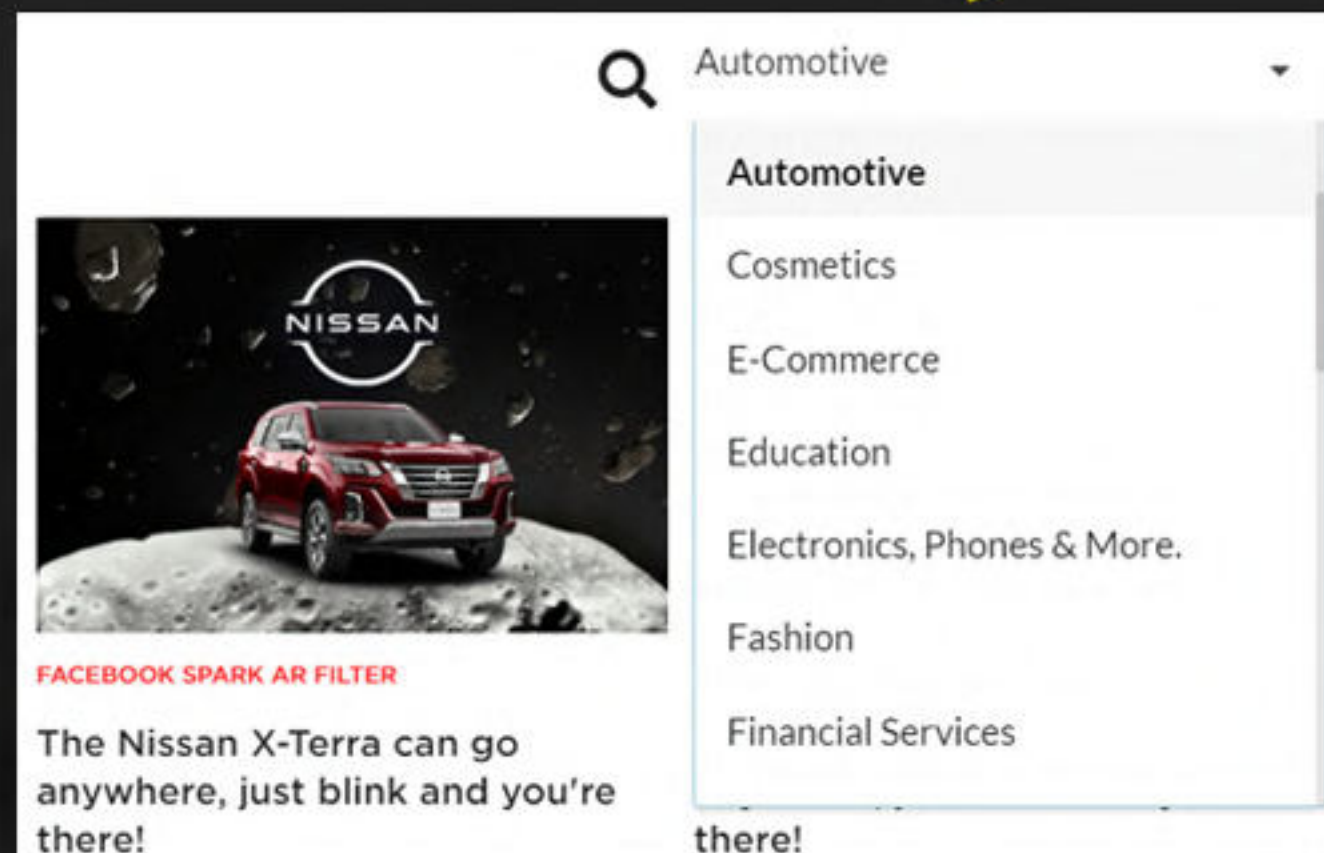 Automotive
Automotive
Cosmetics
E-Commerce
Education
Electronics, Phones & More.
Fashion
Financial Services
NISSAN
FACEBOOK SPARK AR FILTER
The Nissan X-Terra can go
anywhere, just blink and you're
there!
there!